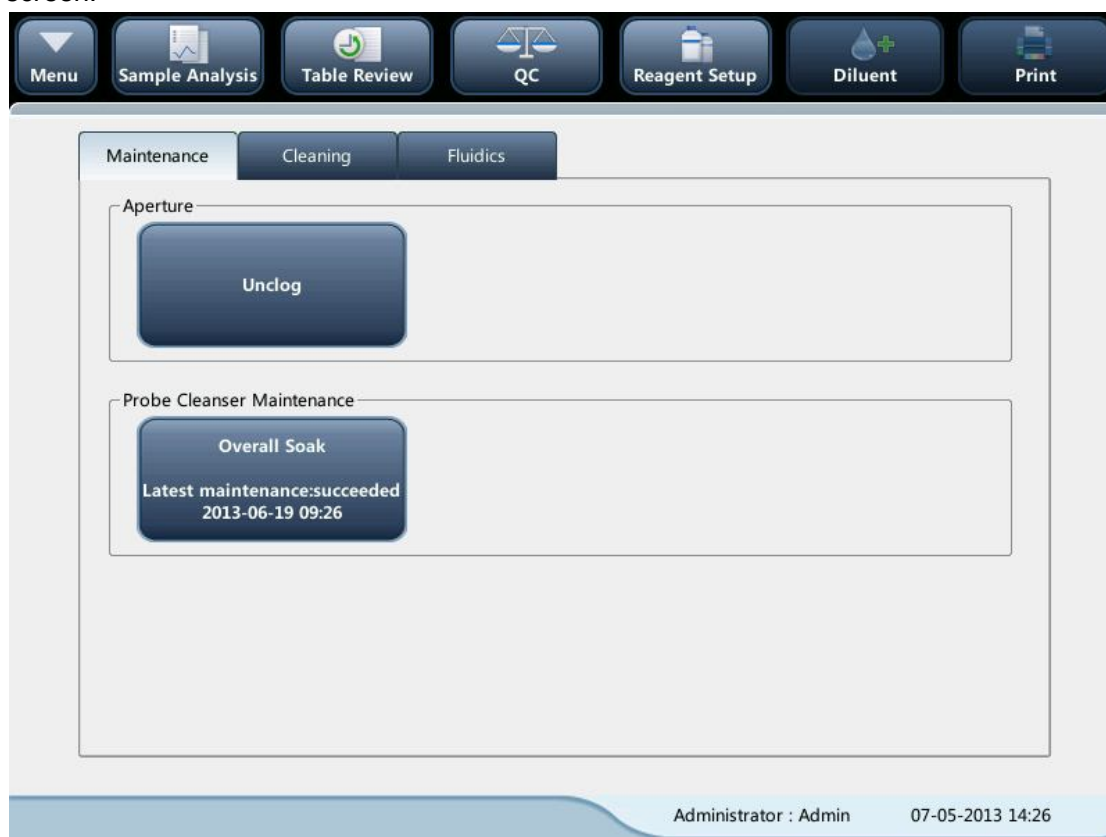 screen.
Menu
Sample Analysis
Table Review
QC
Reagent Setup
Diluent
Print
Maintenance
Cleaning
Fluidics
Aperture
Unclog
Probe Cleanser Maintenance
Overall Soak
Latest maintenance:succeeded
2013-06-19 09:26
Administrator : Admin
07-05-2013 14:26